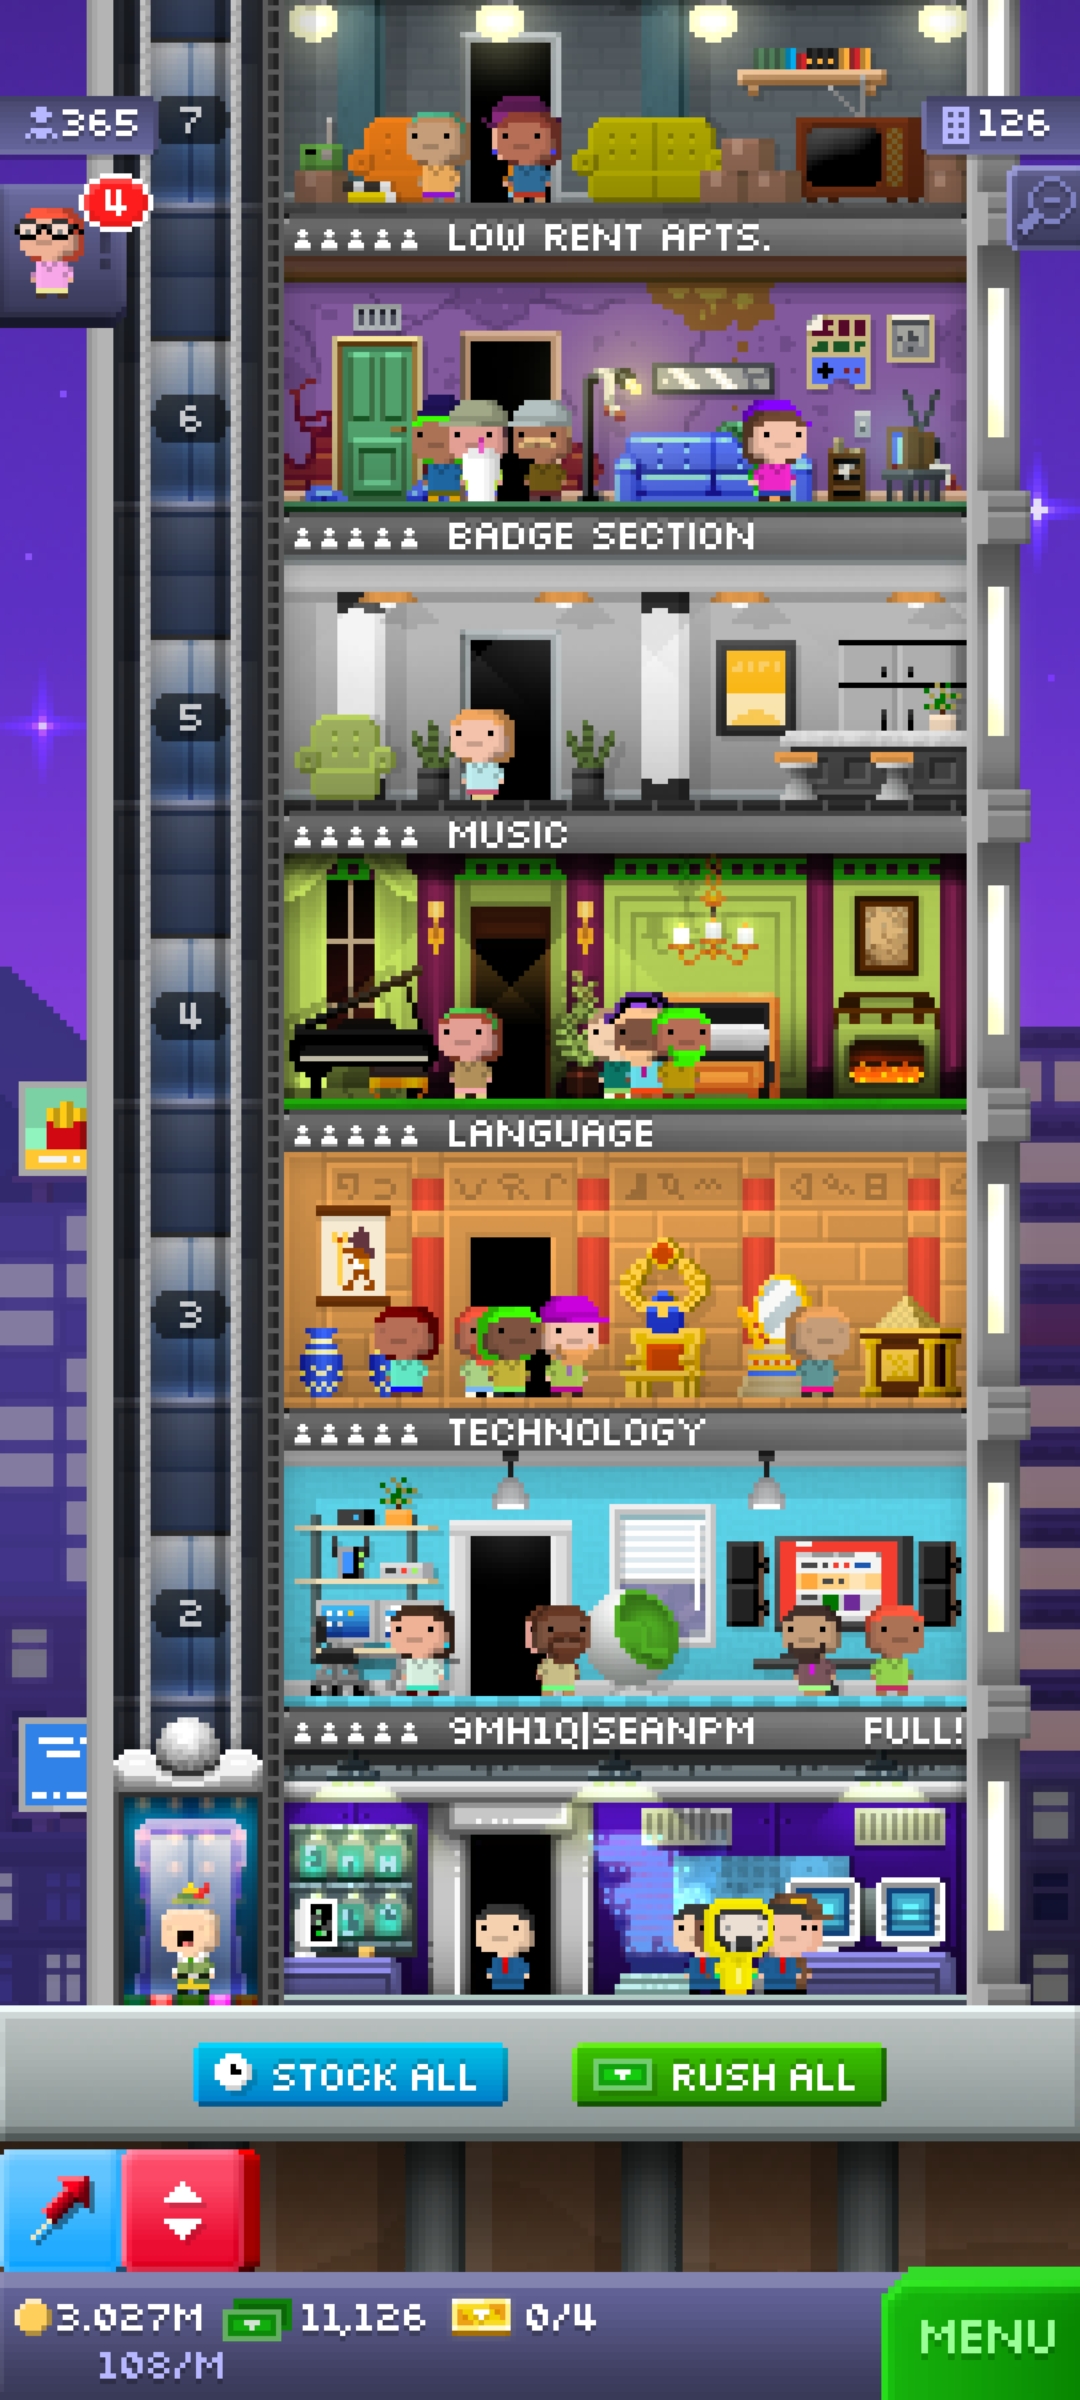 7
365
126
4
LOW RENT APTS.
6
BADGE SECTION
5
MUSIC
4
LANGUAGE
3
TECHNOLOGY
2
9MH1Q|SEANPM FULL!
STOCK ALL
RUSH ALL
3.027M 11,126 0/4
108/M
MENU